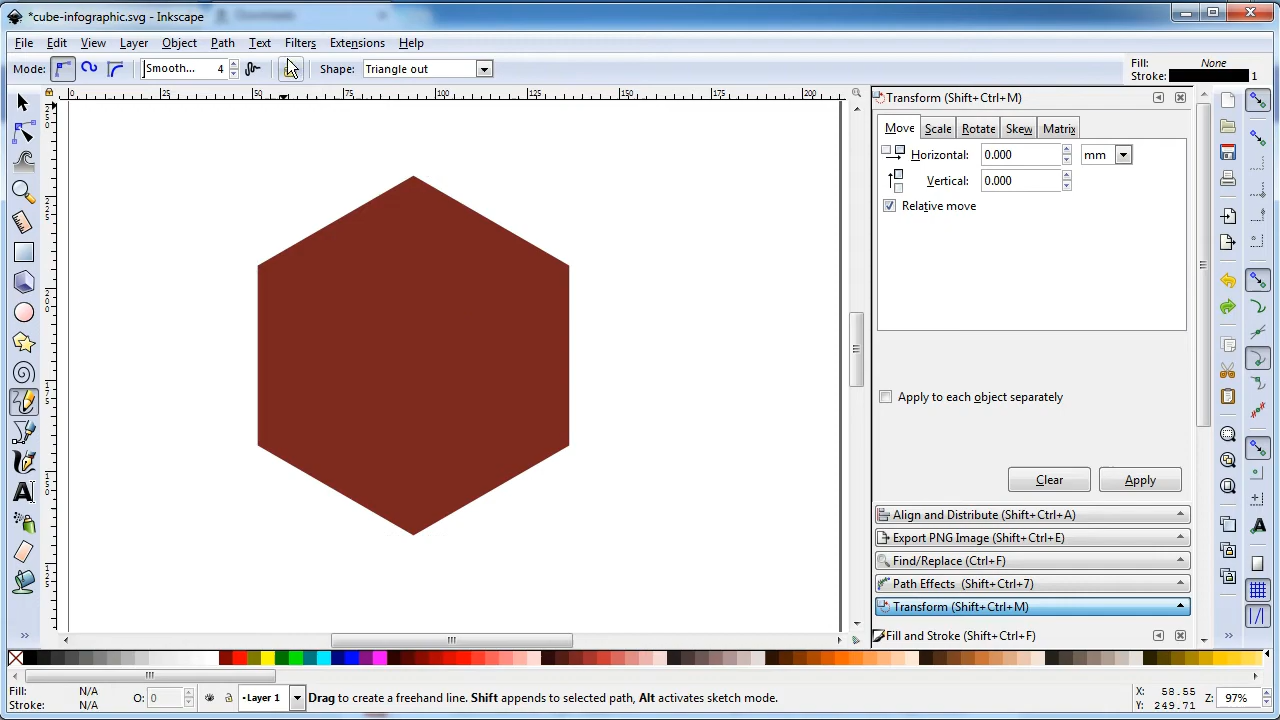 *cube-infographic.svg - Inkscape
Downloads
File Edit View Layer Object Path Text Filters Extensions Help
Mode: Smooth... 4 Shape: Triangle out Fill: None
Stroke: 1
0 25 50 75 100 125 150 175 200
Transform (Shift+Ctrl+M)
Move Scale Rotate Skew Matrix
Horizontal: 0.000 mm
Vertical: 0.000
Relative move
Apply to each object separately
Clear Apply
Align and Distribute (Shift+Ctrl+A)
Export PNG Image (Shift+Ctrl+E)
Find/Replace (Ctrl+F)
Path Effects (Shift+Ctrl+7)
Transform (Shift+Ctrl+M)
Fill and Stroke (Shift+Ctrl+F)
Fill: N/A
Stroke: N/A
O: 0
Layer 1
Drag to create a freehand line. Shift appends to selected path, Alt activates sketch mode.
X: 58.55
Y: 249.71
Z: 97%